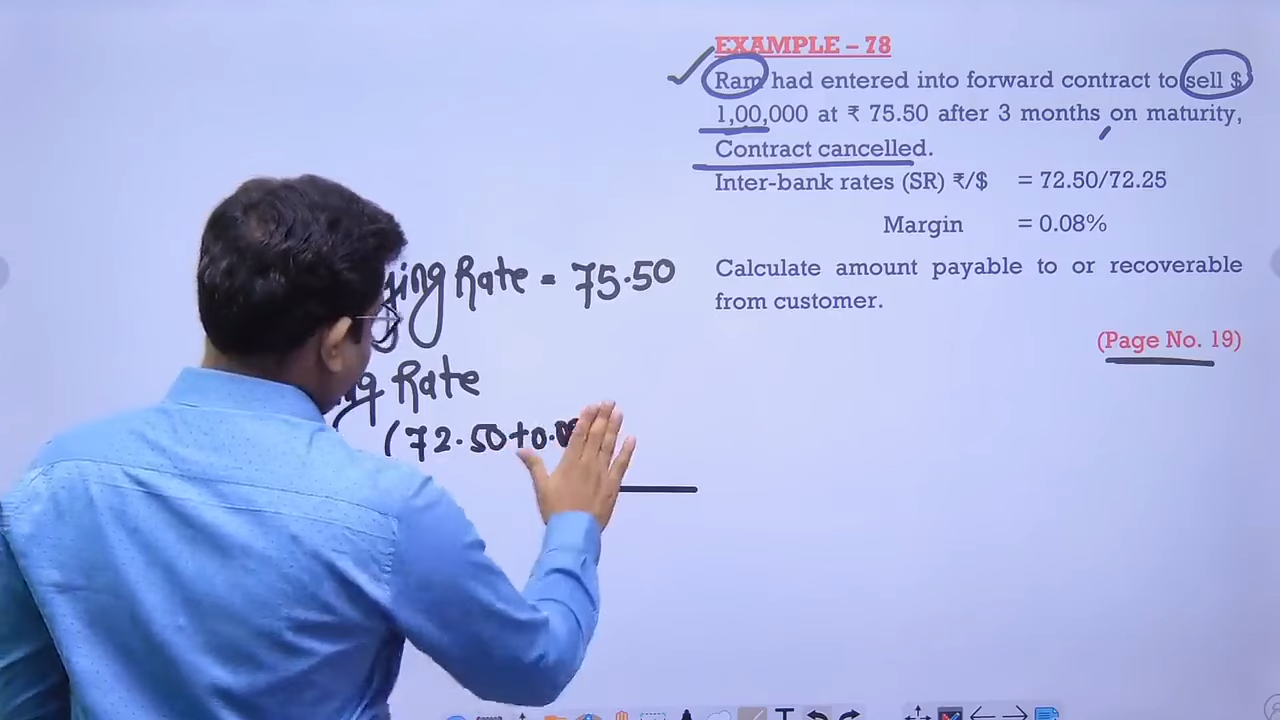 EXAMPLE – 78
Ram had entered into forward contract to sell $
1,00,000 at ₹ 75.50 after 3 months on maturity,
Contract cancelled.
Inter-bank rates (SR) ₹/$ = 72.50/72.25
Margin = 0.08%
Calculate amount payable to or recoverable
from customer.
(Page No. 19)
Rate = 75.50
Rate
(72.50+0.0